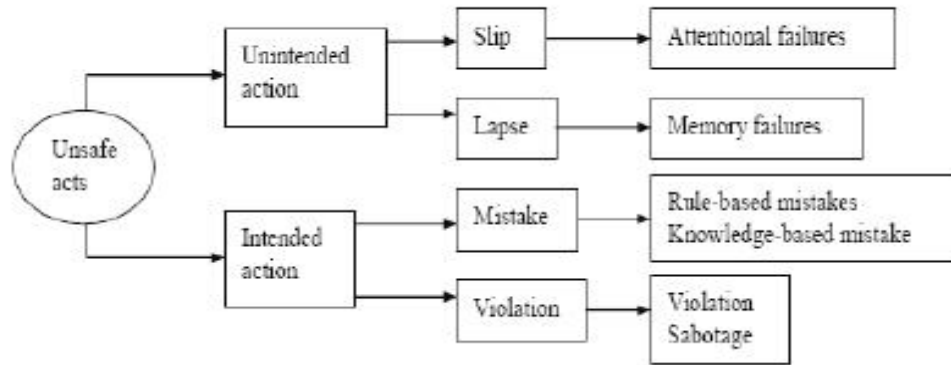 Unsafe
acts
Unintended
action
Slip
Attentional failures
Lapse
Memory failures
Intended
action
Mistake
Rule-based mistakes
Knowledge-based mistake
Violation
Violation
Sabotage